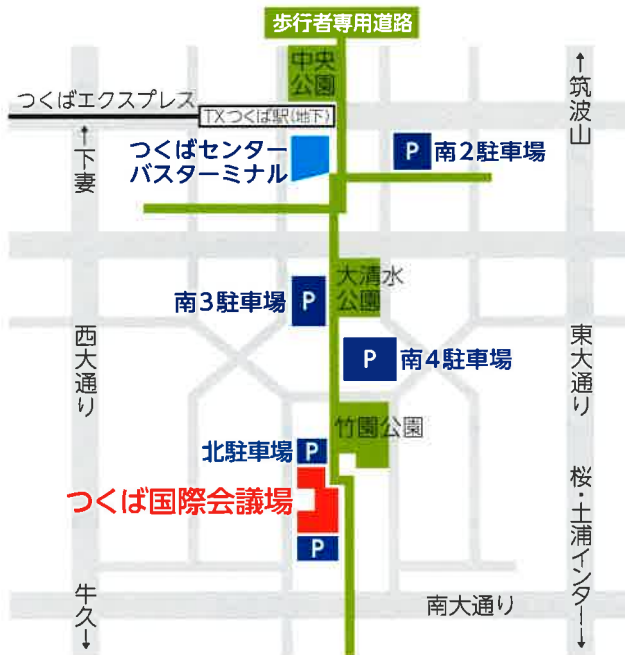 歩行者専用道路
中央
公園
つくばエクスプレス
TXつくば駅(地下)
↑下妻
↑筑波山
つくばセンター
バスターミナル
P
南2駐車場
大清水
公園
南3駐車場
P
P
南4駐車場
西大通り
東大通り
竹園公園
北駐車場
P
つくば国際会議場
P
桜・土浦インター→
牛久↓
南大通り